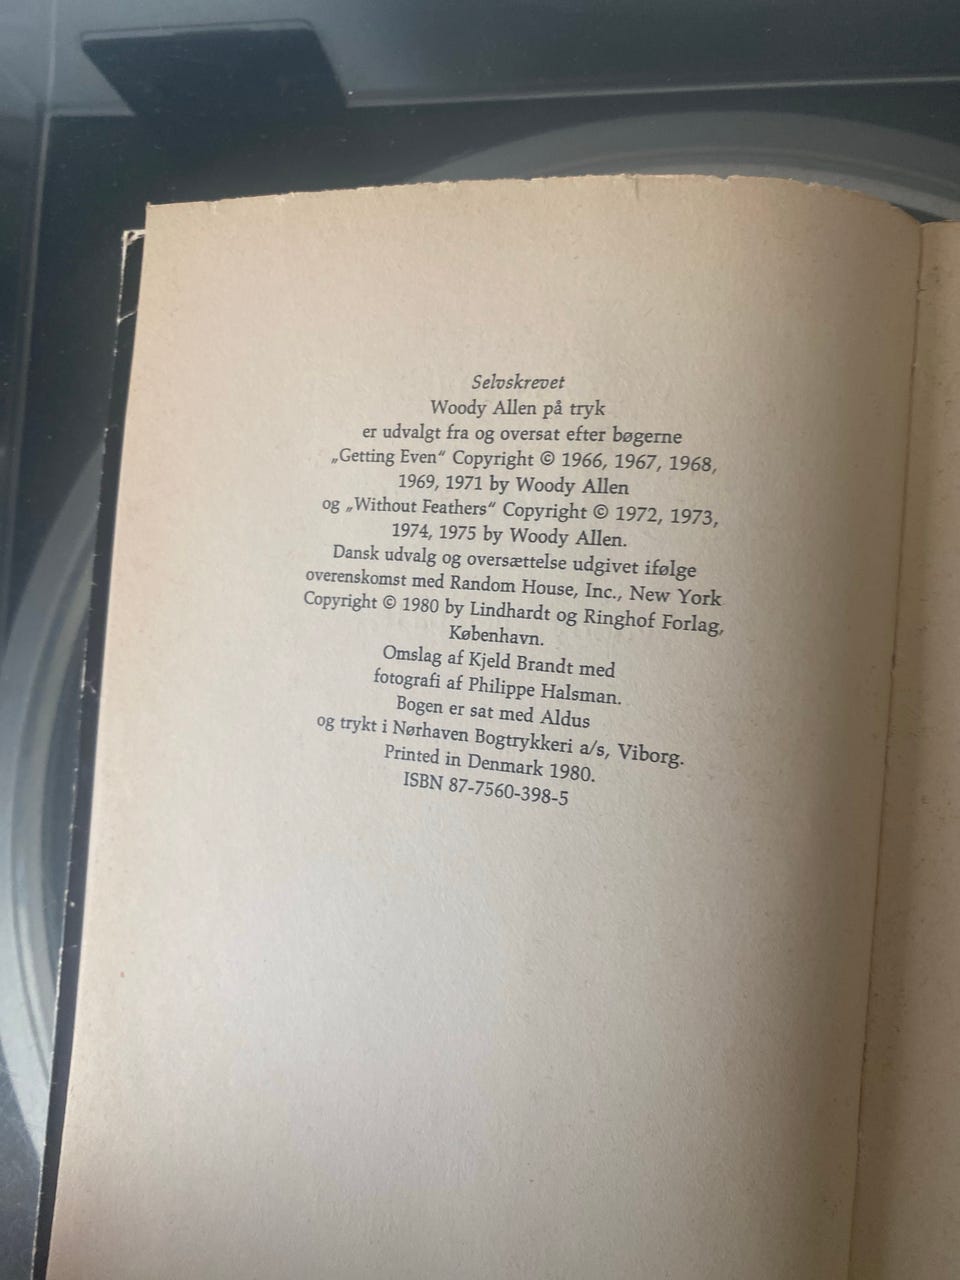 Selvskrevet
Woody Allen på tryk
er udvalgt fra og oversat efter bøgerne
„Getting Even“ Copyright © 1966, 1967, 1968,
1969, 1971 by Woody Allen
og „Without Feathers“ Copyright © 1972, 1973,
1974, 1975 by Woody Allen.
Dansk udvalg og oversættelse udgivet ifølge
overenskomst med Random House, Inc., New York
Copyright © 1980 by Lindhardt og Ringhof Forlag,
København.
Omslag af Kjeld Brandt med
fotografi af Philippe Halsman.
Bogen er sat med Aldus
og trykt i Nørhaven Bogtrykkeri a/s, Viborg.
Printed in Denmark 1980.
ISBN 87-7560-398-5